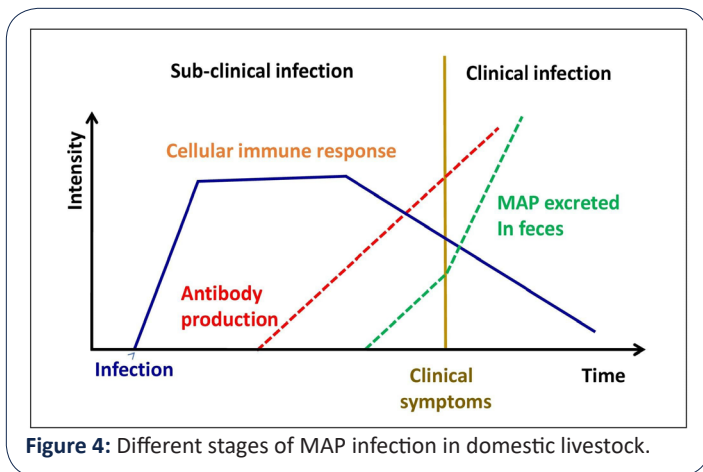 Sub-clinical infection
Clinical infection
Intensity
Cellular immune response
MAP excreted
In feces
Antibody
production
Infection
Clinical
symptoms
Time
Figure 4: Different stages of MAP infection in domestic livestock.